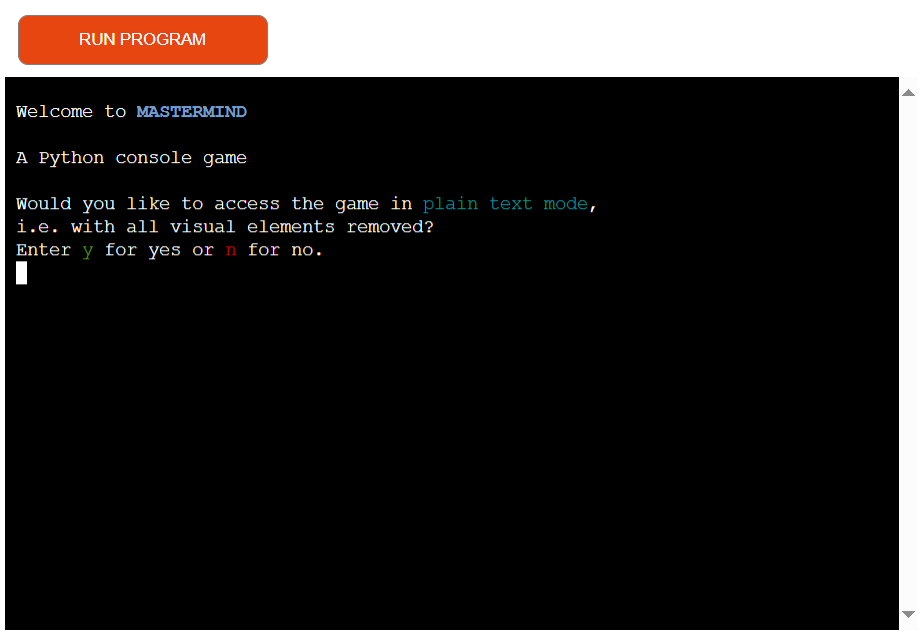 RUN PROGRAM
Welcome to MASTERMIND
A Python console game
Would you like to access the game in plain text mode,
i.e. with all visual elements removed?
Enter y for yes or n for no.